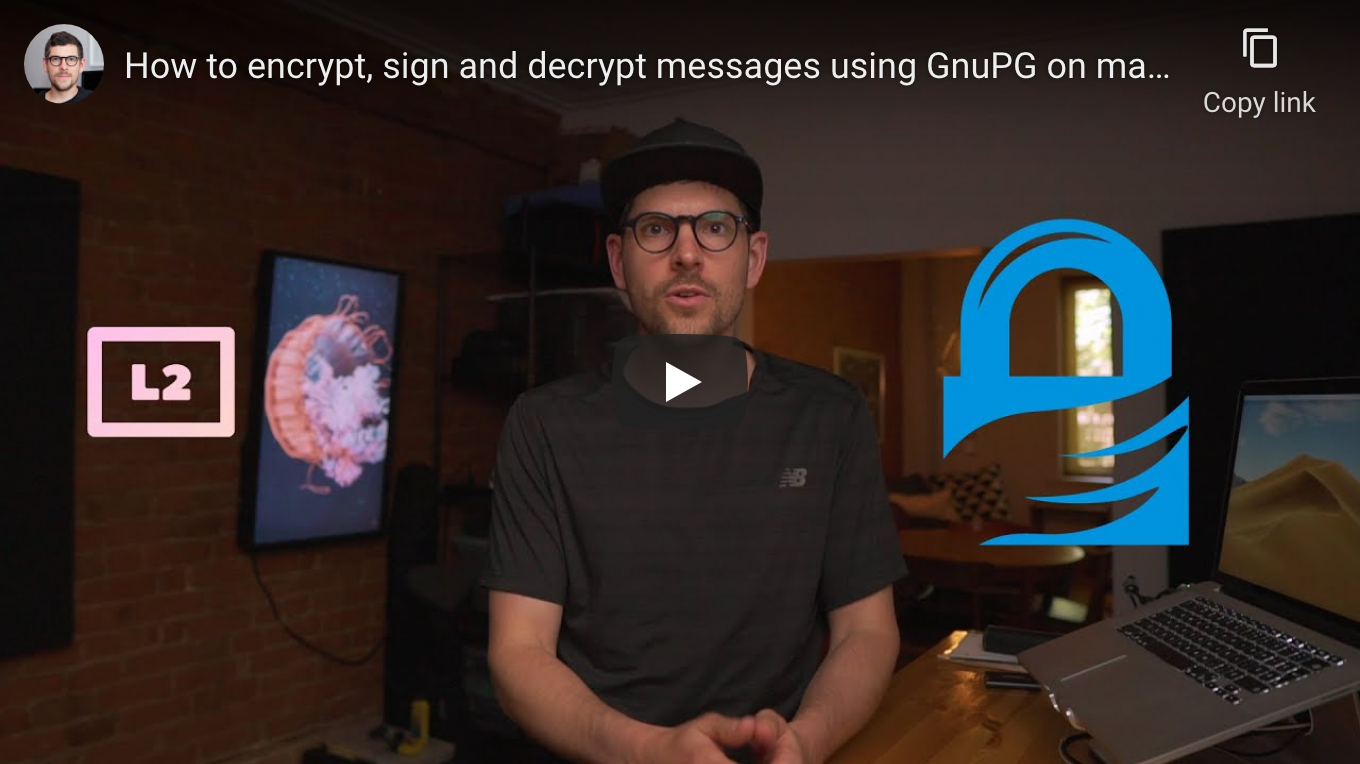 How to encrypt, sign and decrypt messages using GnuPG on ma...
Copy link
L2
NB